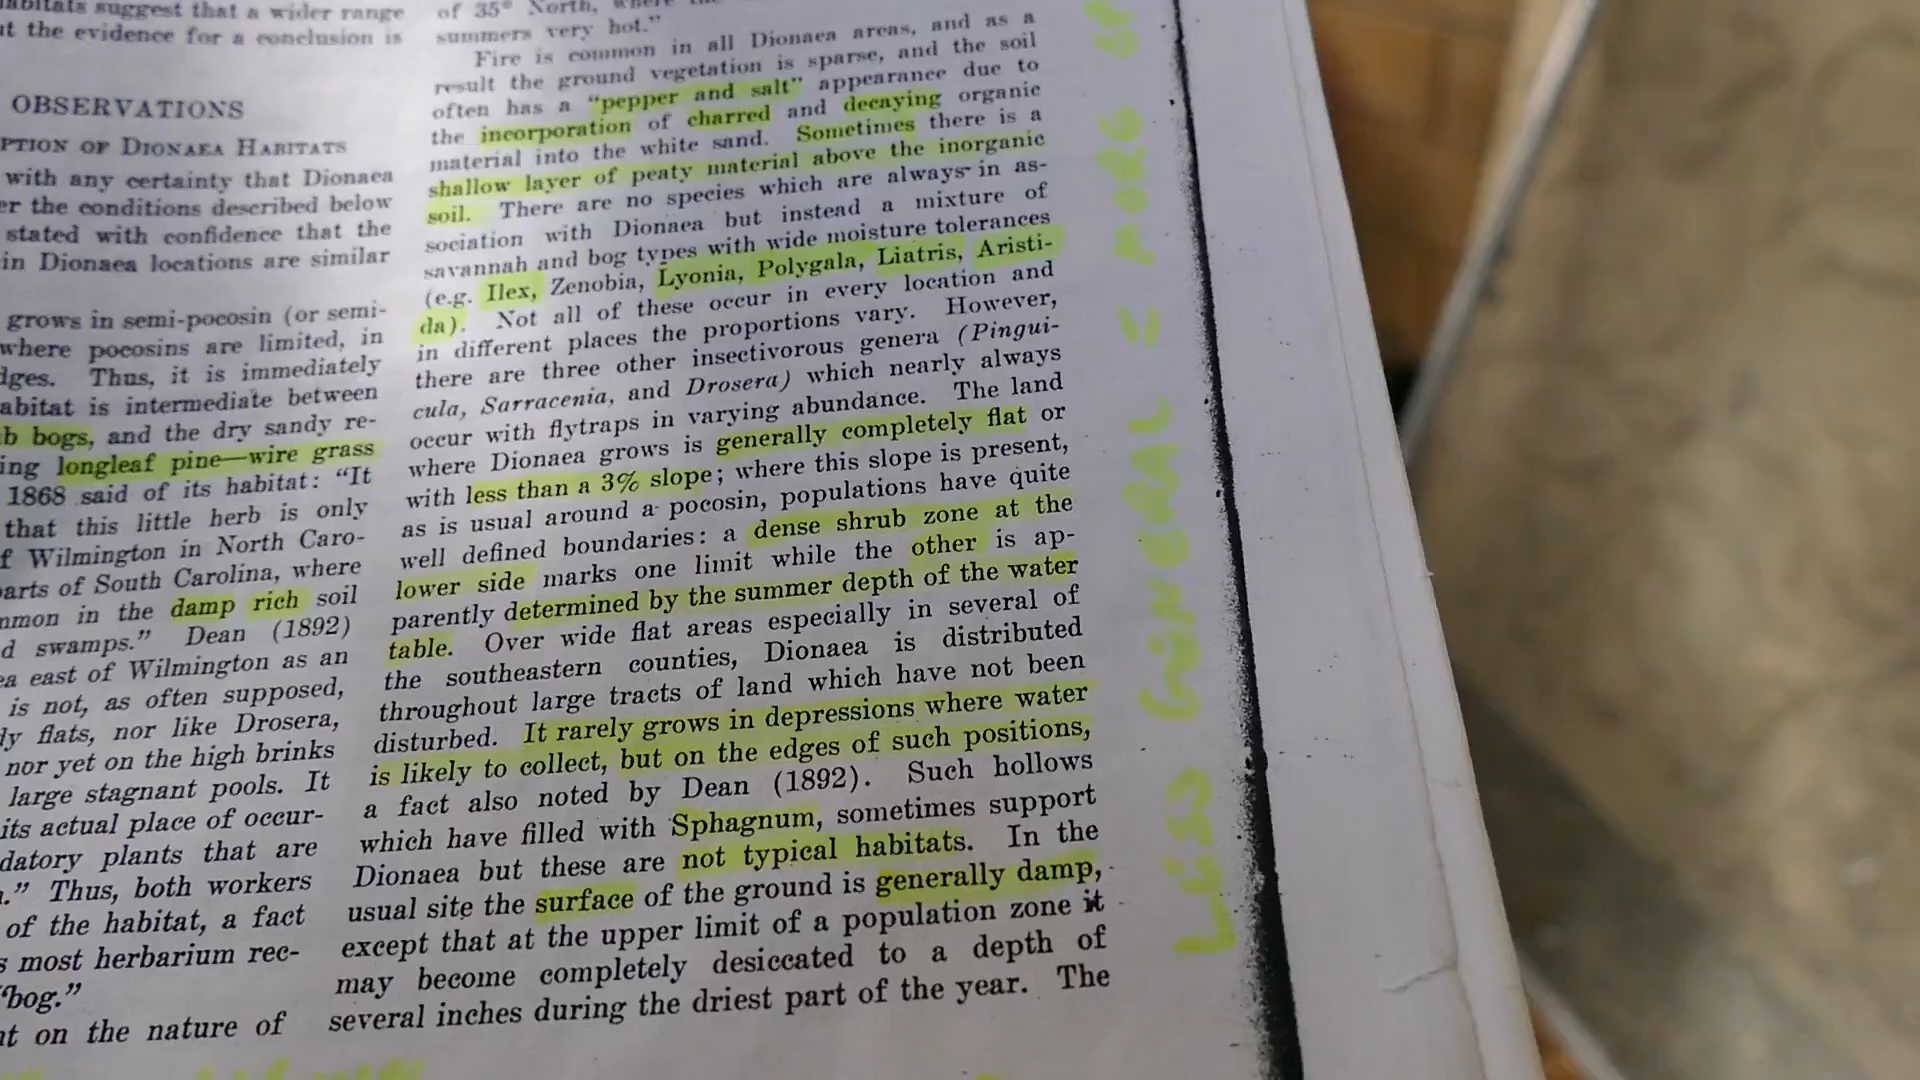 abitats suggest that a wider range
t the evidence for a conclusion is
OBSERVATIONS
PTION OF DIONAEA HABITATS
with any certainty that Dionaea
er the conditions described below
stated with confidence that the
in Dionaea locations are similar
grows in semi-pocosin (or semi-
where pocosins are limited, in
dges. Thus, it is immediately
abitat is intermediate between
b bogs, and the dry sandy re-
ing longleaf pine—wire grass
1868 said of its habitat: “It
that this little herb is only
f Wilmington in North Caro-
arts of South Carolina, where
mmon in the damp rich soil
d swamps.” Dean (1892)
ea east of Wilmington as an
is not, as often supposed,
ly flats, nor like Drosera,
nor yet on the high brinks
large stagnant pools. It
its actual place of occur-
datory plants that are
.” Thus, both workers
of the habitat, a fact
s most herbarium rec-
“bog.”
nt on the nature of
of 35° North, where the
summers very hot.”
Fire is common in all Dionaea areas, and as a
result the ground vegetation is sparse, and the soil
often has a “pepper and salt” appearance due to
the incorporation of charred and decaying organic
material into the white sand. Sometimes there is a
shallow layer of peaty material above the inorganic
soil. There are no species which are always in as-
sociation with Dionaea but instead a mixture of
savannah and bog types with wide moisture tolerances
(e.g. Ilex, Zenobia, Lyonia, Polygala, Liatris, Aristi-
da). Not all of these occur in every location and
in different places the proportions vary. However,
there are three other insectivorous genera (Pingui-
cula, Sarracenia, and Drosera) which nearly always
occur with flytraps in varying abundance. The land
where Dionaea grows is generally completely flat or
with less than a 3% slope; where this slope is present,
as is usual around a pocosin, populations have quite
well defined boundaries: a dense shrub zone at the
lower side marks one limit while the other is ap-
parently determined by the summer depth of the water
table. Over wide flat areas especially in several of
the southeastern counties, Dionaea is distributed
throughout large tracts of land which have not been
disturbed. It rarely grows in depressions where water
is likely to collect, but on the edges of such positions,
a fact also noted by Dean (1892). Such hollows
which have filled with Sphagnum, sometimes support
Dionaea but these are not typical habitats. In the
usual site the surface of the ground is generally damp,
except that at the upper limit of a population zone it
may become completely desiccated to a depth of
several inches during the driest part of the year. The
GENERAL = MORE